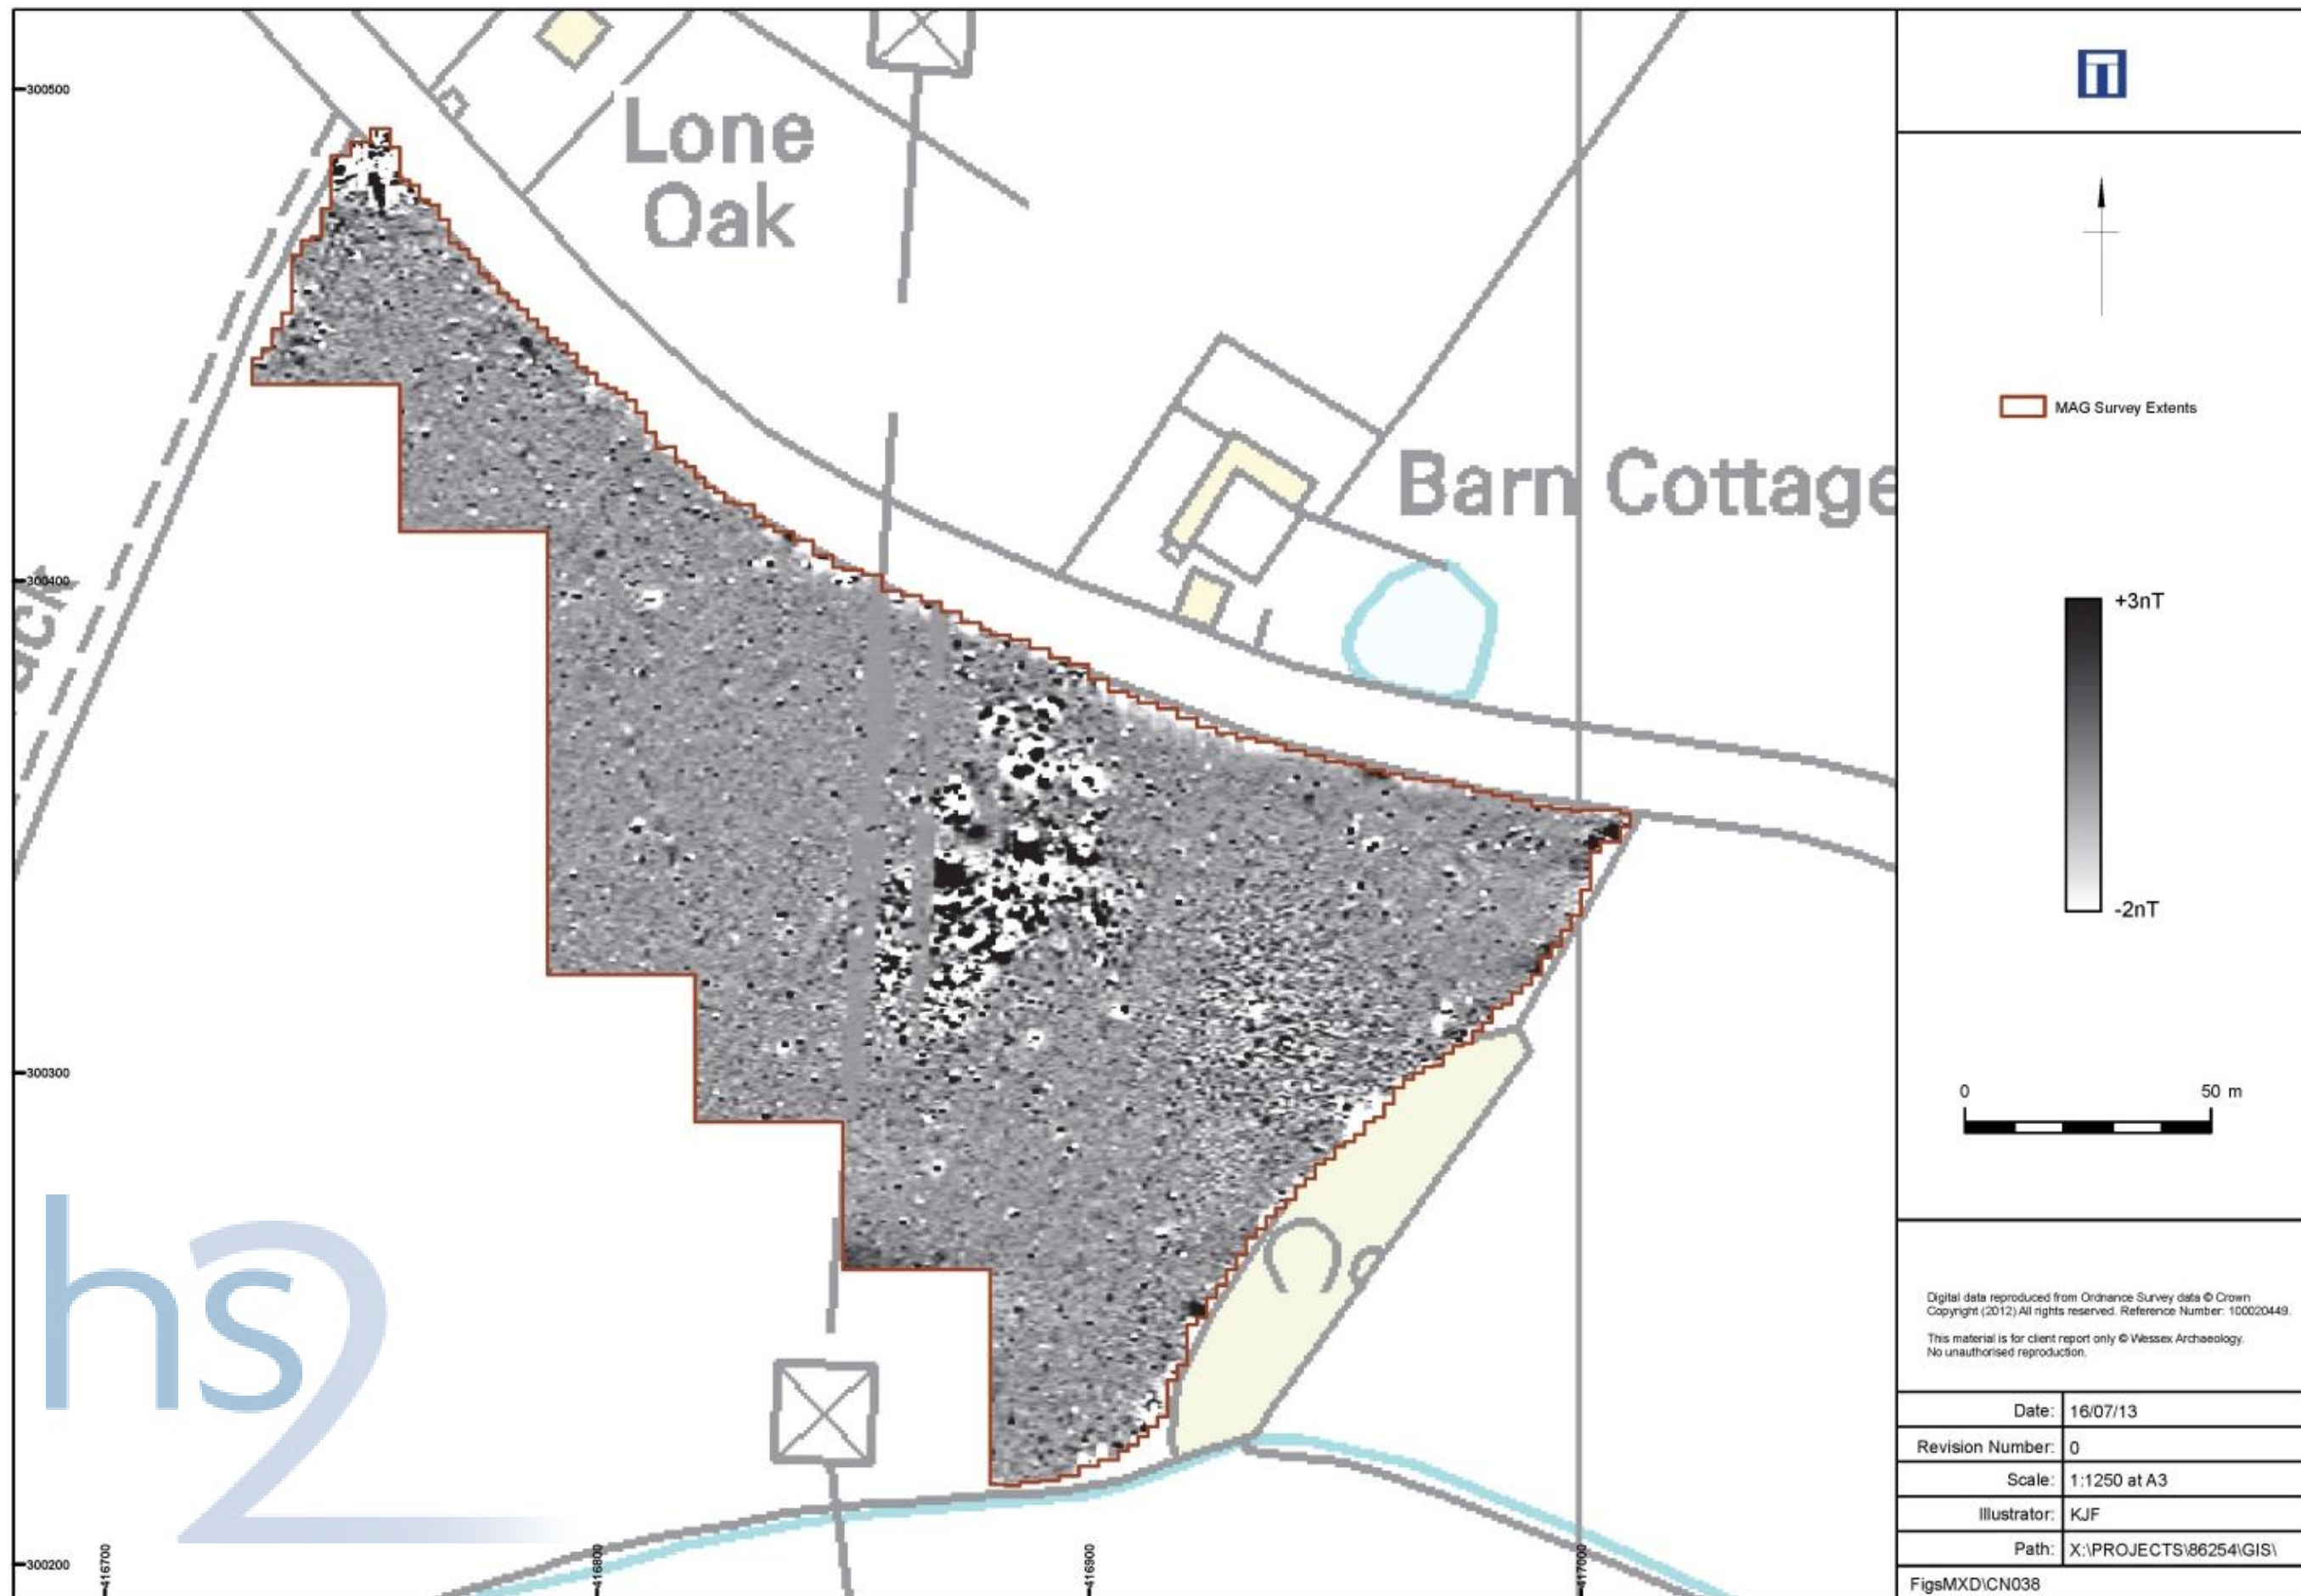 300500
Lone
Oak
MAG Survey Extents
Barn Cottage
300400
+3nT
-2nT
300300
0 50 m
hs2
Digital data reproduced from Ordnance Survey data © Crown
Copyright (2012) All rights reserved. Reference Number: 100020449.
This material is for client report only © Wessex Archaeology.
No unauthorised reproduction.
Date: 16/07/13
Revision Number: 0
Scale: 1:1250 at A3
Illustrator: KJF
Path: X:\PROJECTS\86254\GIS\
FigsMXD\CN038
300200
416700
416800
416900
417000